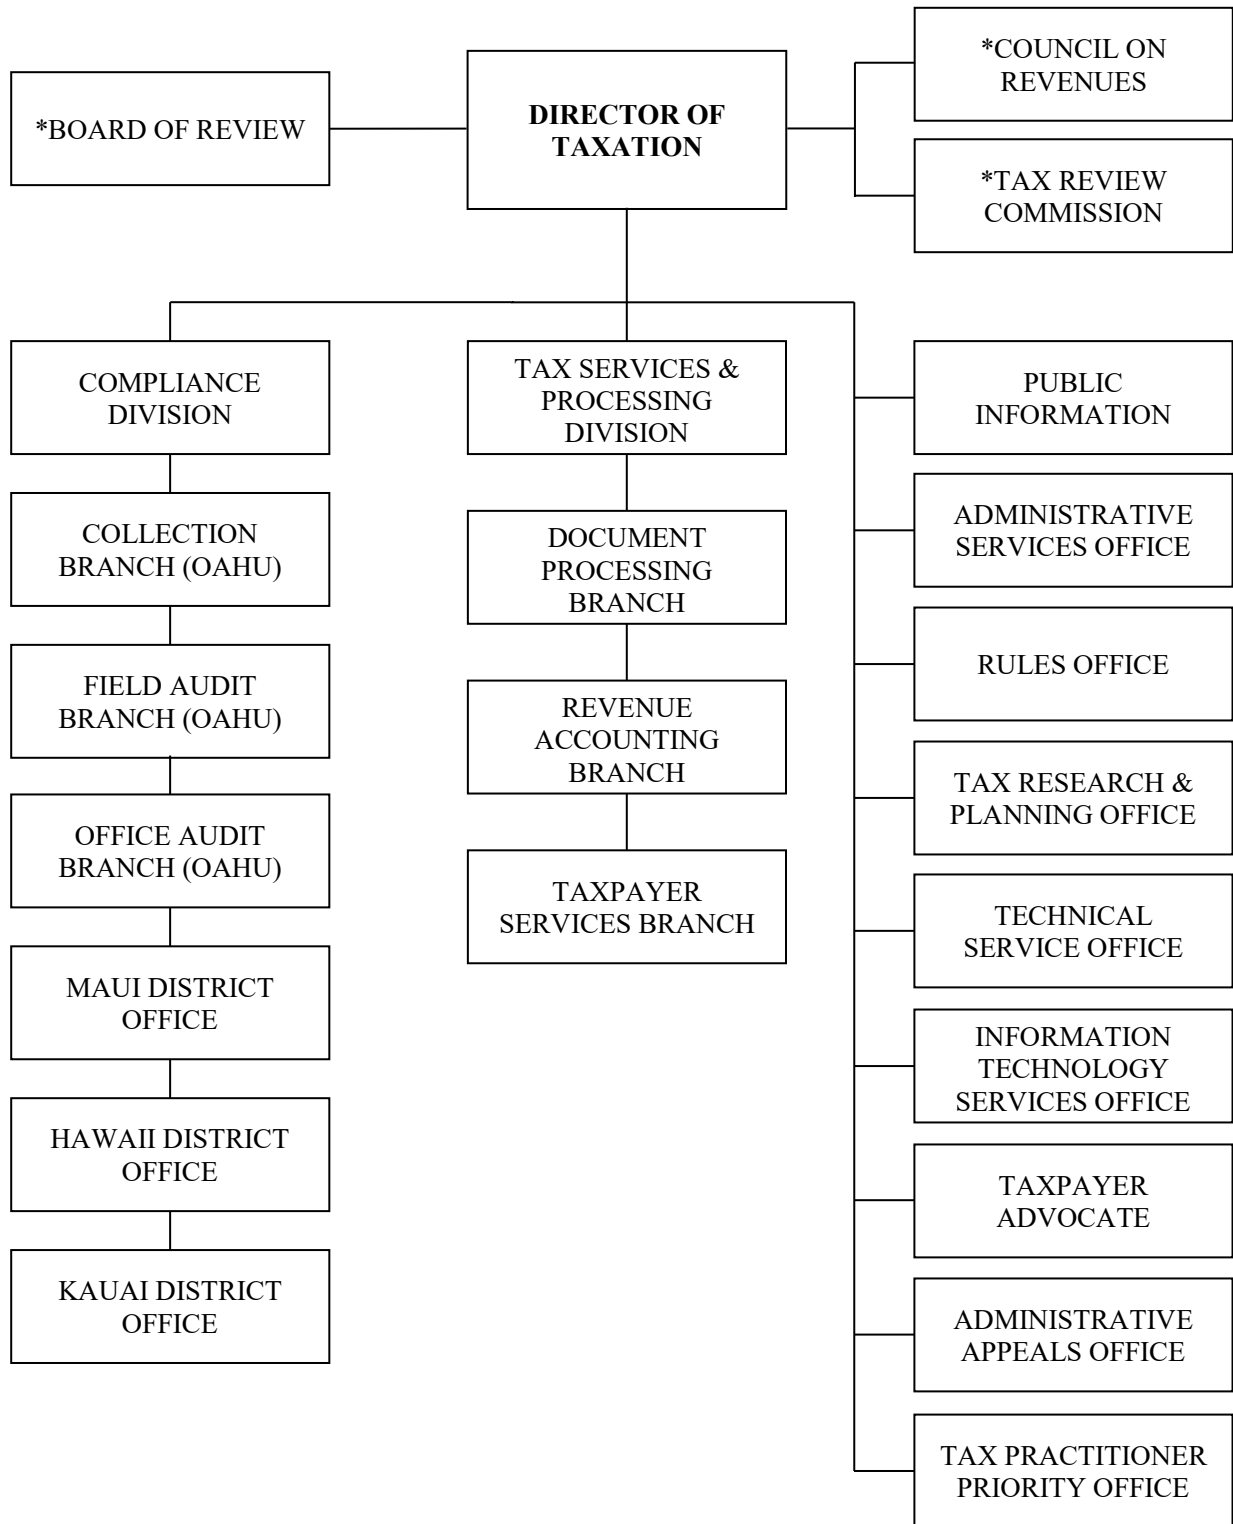 *BOARD OF REVIEW
DIRECTOR OF
TAXATION
*COUNCIL ON
REVENUES
*TAX REVIEW
COMMISSION
COMPLIANCE
DIVISION
COLLECTION
BRANCH (OAHU)
FIELD AUDIT
BRANCH (OAHU)
OFFICE AUDIT
BRANCH (OAHU)
MAUI DISTRICT
OFFICE
HAWAII DISTRICT
OFFICE
KAUAI DISTRICT
OFFICE
TAX SERVICES &
PROCESSING
DIVISION
DOCUMENT
PROCESSING
BRANCH
REVENUE
ACCOUNTING
BRANCH
TAXPAYER
SERVICES BRANCH
PUBLIC
INFORMATION
ADMINISTRATIVE
SERVICES OFFICE
RULES OFFICE
TAX RESEARCH &
PLANNING OFFICE
TECHNICAL
SERVICE OFFICE
INFORMATION
TECHNOLOGY
SERVICES OFFICE
TAXPAYER
ADVOCATE
ADMINISTRATIVE
APPEALS OFFICE
TAX PRACTITIONER
PRIORITY OFFICE